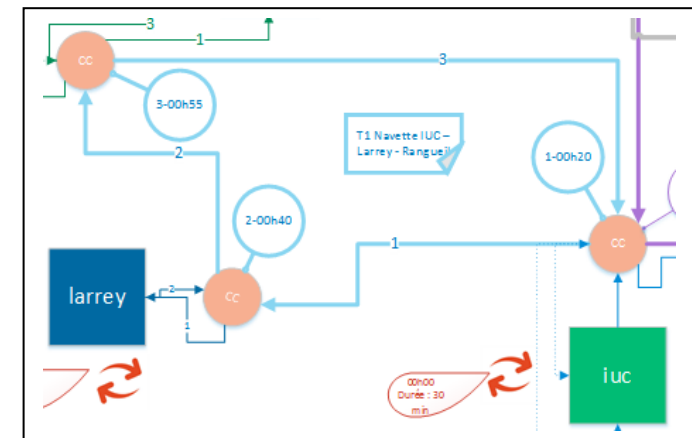 3
1
CC
3
3-00h55
T1 Navette IUC –
Larrey - Rangueil
1-00h20
2
2-00h40
CC
1
larrey
2
CC
1
iuc
00h00
Durée : 30
min